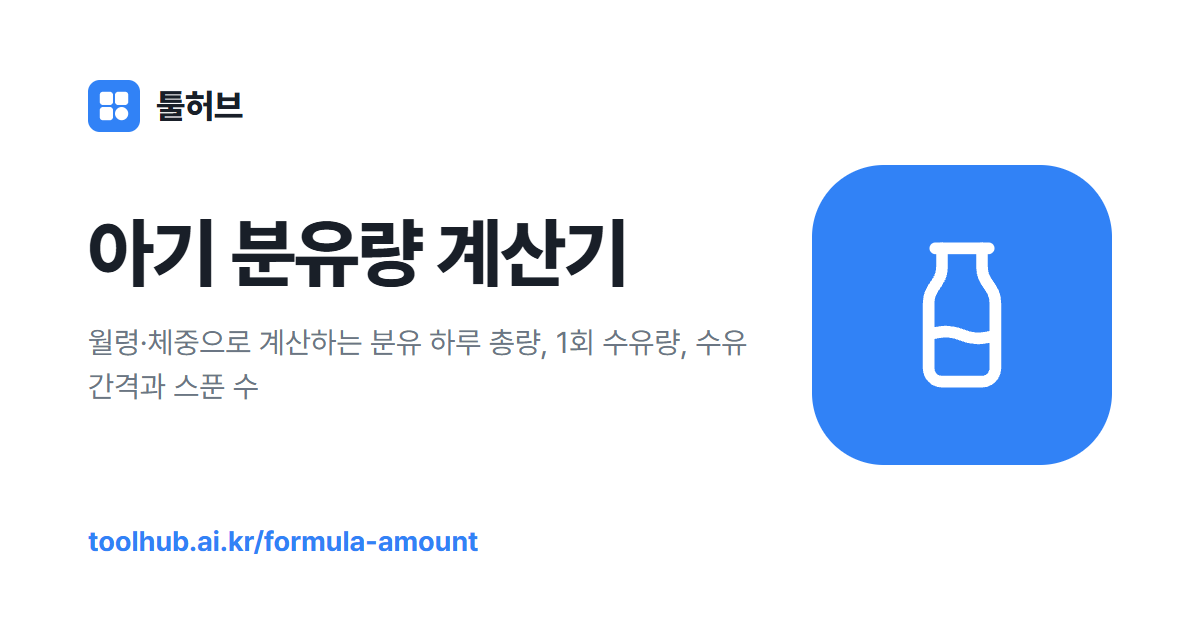 툴허브
아기 분유량 계산기
월령·체중으로 계산하는 분유 하루 총량, 1회 수유량, 수유
간격과 스푼 수
toolhub.ai.kr/formula-amount